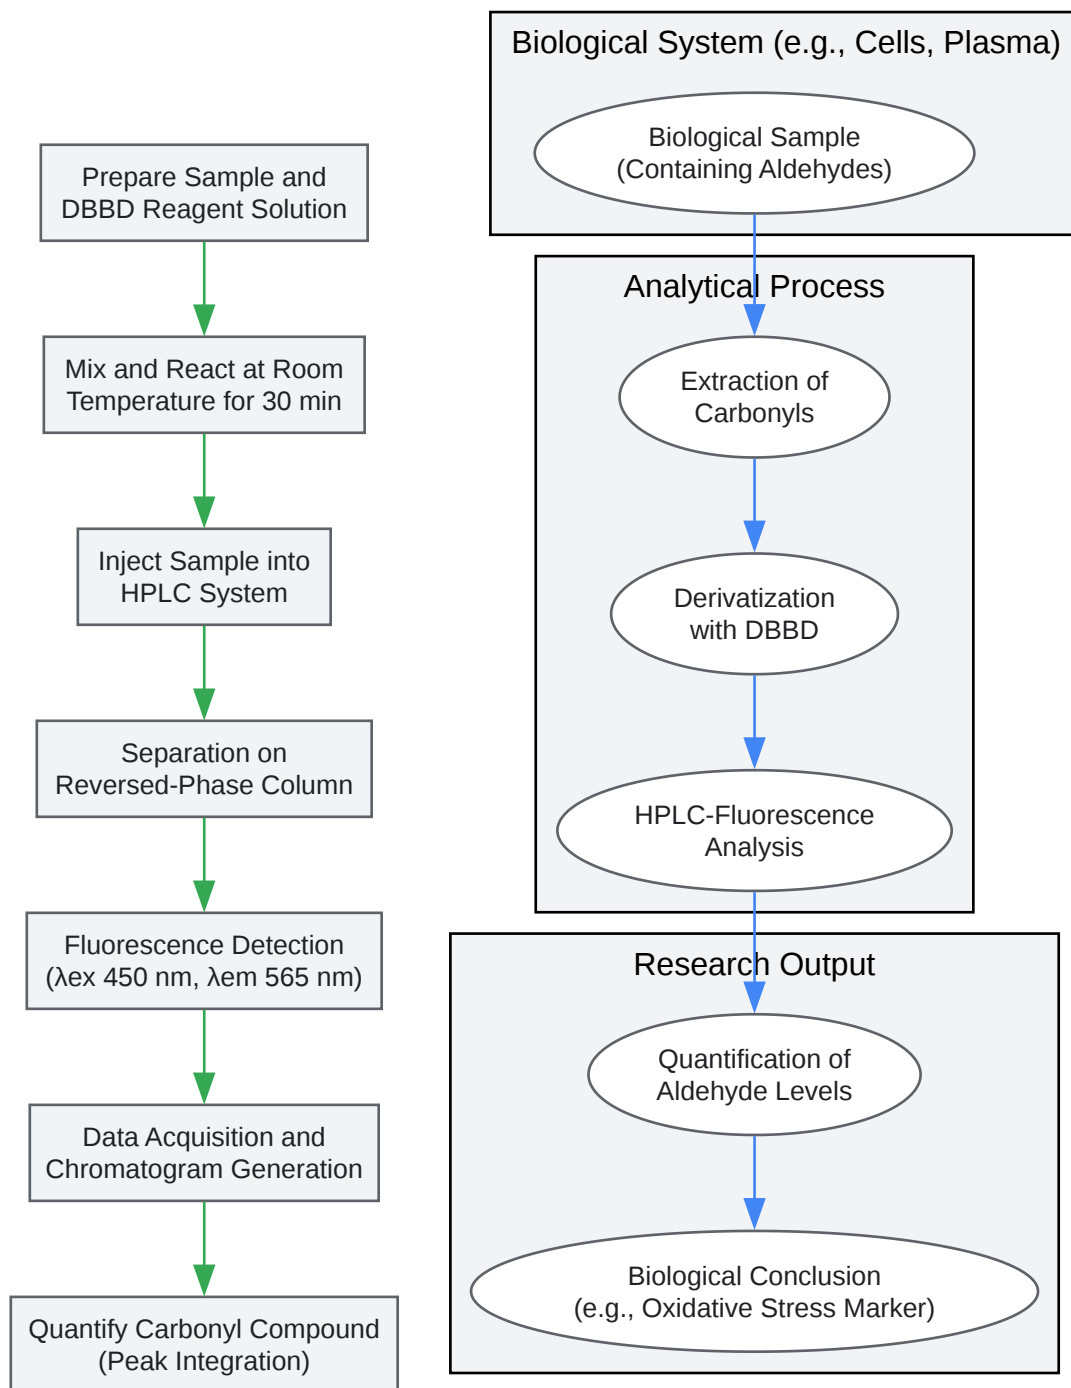 Prepare Sample and
DBBD Reagent Solution
Mix and React at Room
Temperature for 30 min
Inject Sample into
HPLC System
Separation on
Reversed-Phase Column
Fluorescence Detection
(λex 450 nm, λem 565 nm)
Data Acquisition and
Chromatogram Generation
Quantify Carbonyl Compound
(Peak Integration)
Biological System (e.g., Cells, Plasma)
Biological Sample
(Containing Aldehydes)
Analytical Process
Extraction of
Carbonyls
Derivatization
with DBBD
HPLC-Fluorescence
Analysis
Research Output
Quantification of
Aldehyde Levels
Biological Conclusion
(e.g., Oxidative Stress Marker)